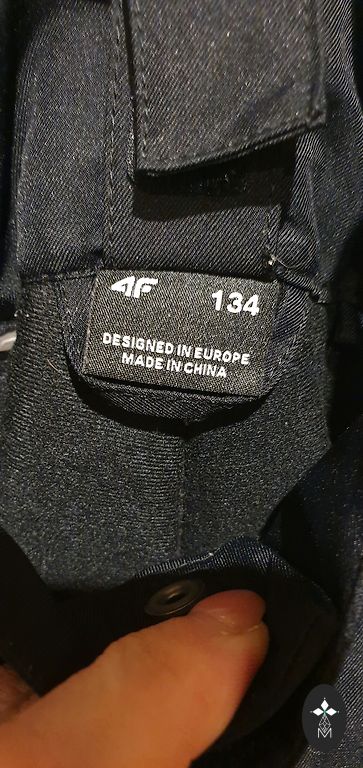 4F 134
DESIGNED IN EUROPE
MADE IN CHINA
M